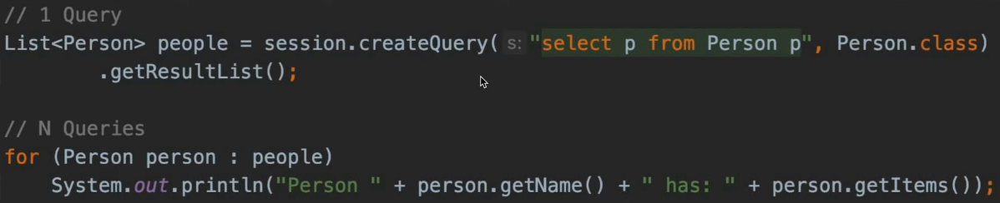 // 1 Query
List<Person> people = session.createQuery( s: "select p from Person p", Person.class)
.getResultList();
// N Queries
for (Person person : people)
System.out.println("Person " + person.getName() + " has: " + person.getItems());